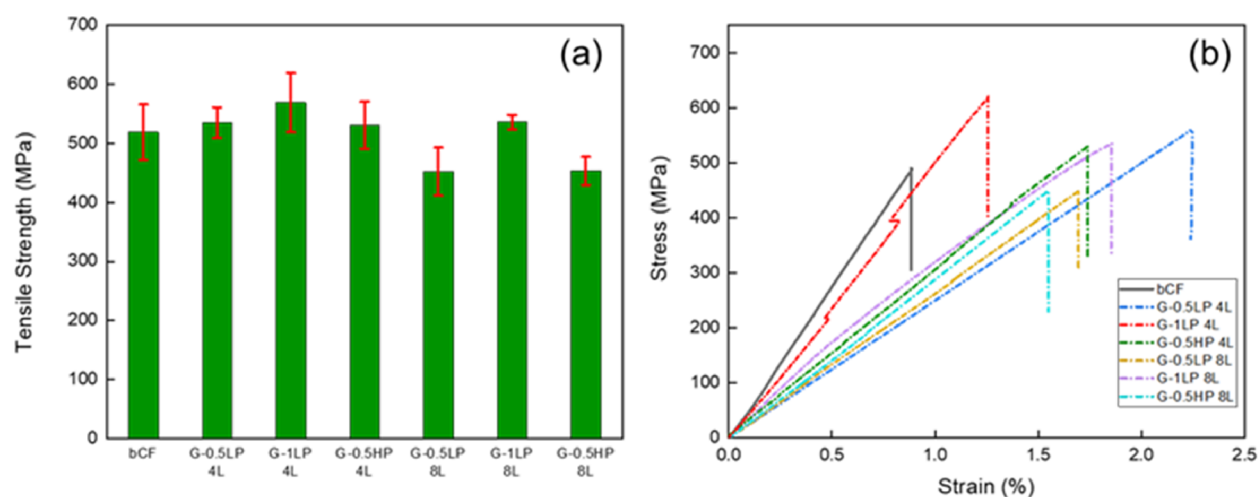 (a)
Tensile Strength (MPa)
700
600
500
400
300
200
100
0
bCF
G-0.5LP
4L
G-1LP
4L
G-0.5HP
4L
G-0.5LP
8L
G-1LP
8L
G-0.5HP
8L
(b)
Stress (MPa)
700
600
500
400
300
200
100
0
0.0
0.5
1.0
1.5
2.0
2.5
Strain (%)
bCF
G-0.5LP 4L
G-1LP 4L
G-0.5HP 4L
G-0.5LP 8L
G-1LP 8L
G-0.5HP 8L